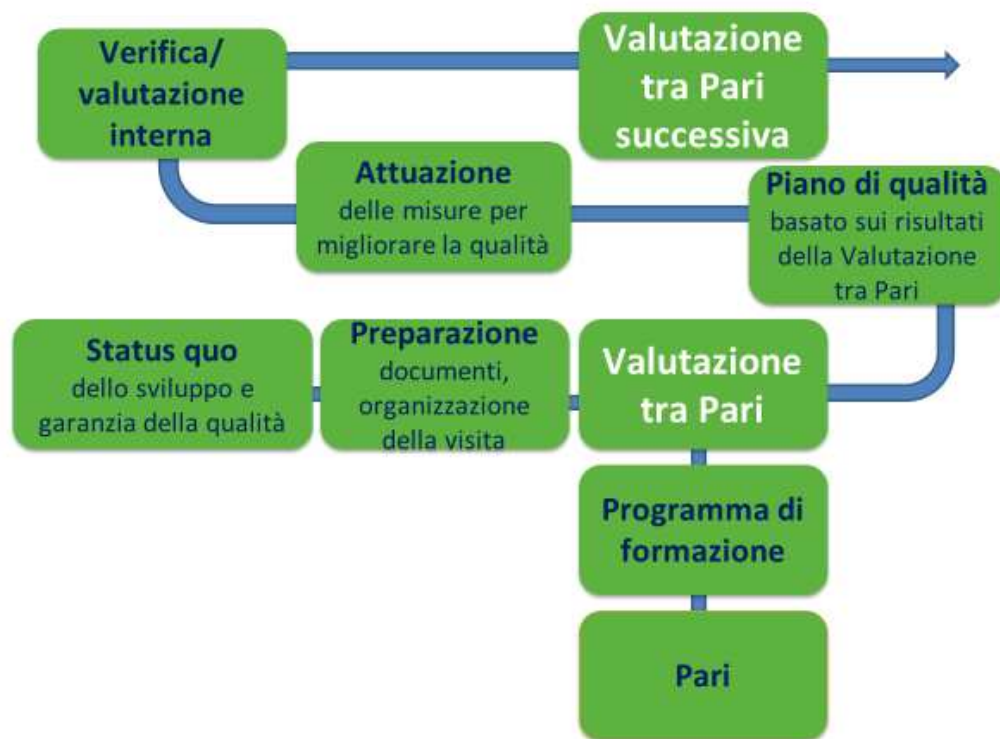 Verifica/
valutazione
interna
Valutazione
tra Pari
successiva
Attuazione
delle misure per
migliorare la qualità
Piano di qualità
basato sui risultati
della Valutazione
tra Pari
Status quo
dello sviluppo e
garanzia della qualità
Preparazione
documenti,
organizzazione
della visita
Valutazione
tra Pari
Programma di
formazione
Pari